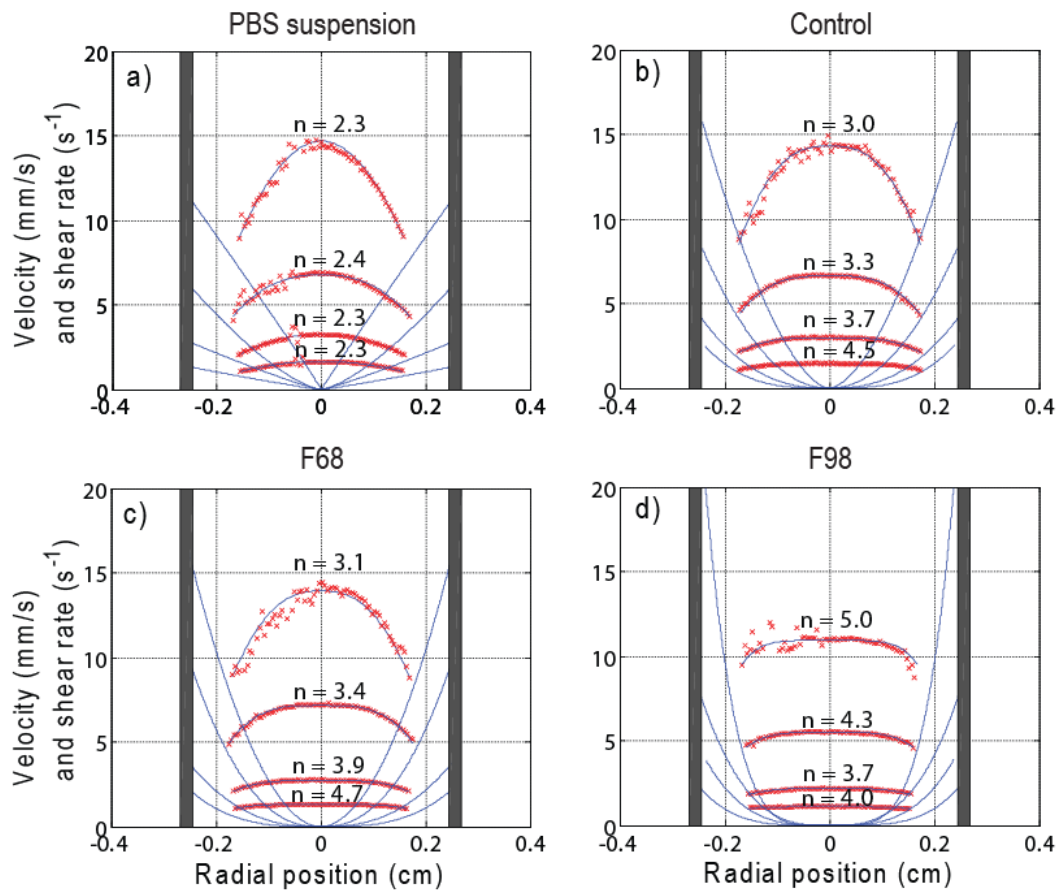 PBS suspension
Control
Velocity (mm/s)
and shear rate (s⁻¹)
a)
20
15
10
5
0
n = 2.3
n = 2.4
n = 2.3
n = 2.3
-0.4
-0.2
0
0.2
0.4
b)
20
15
10
5
0
n = 3.0
n = 3.3
n = 3.7
n = 4.5
-0.4
-0.2
0
0.2
0.4
F68
F98
Velocity (mm/s)
and shear rate (s⁻¹)
c)
20
15
10
5
0
n = 3.1
n = 3.4
n = 3.9
n = 4.7
-0.4
-0.2
0
0.2
0.4
Radial position (cm)
d)
20
15
10
5
0
n = 5.0
n = 4.3
n = 3.7
n = 4.0
-0.4
-0.2
0
0.2
0.4
Radial position (cm)